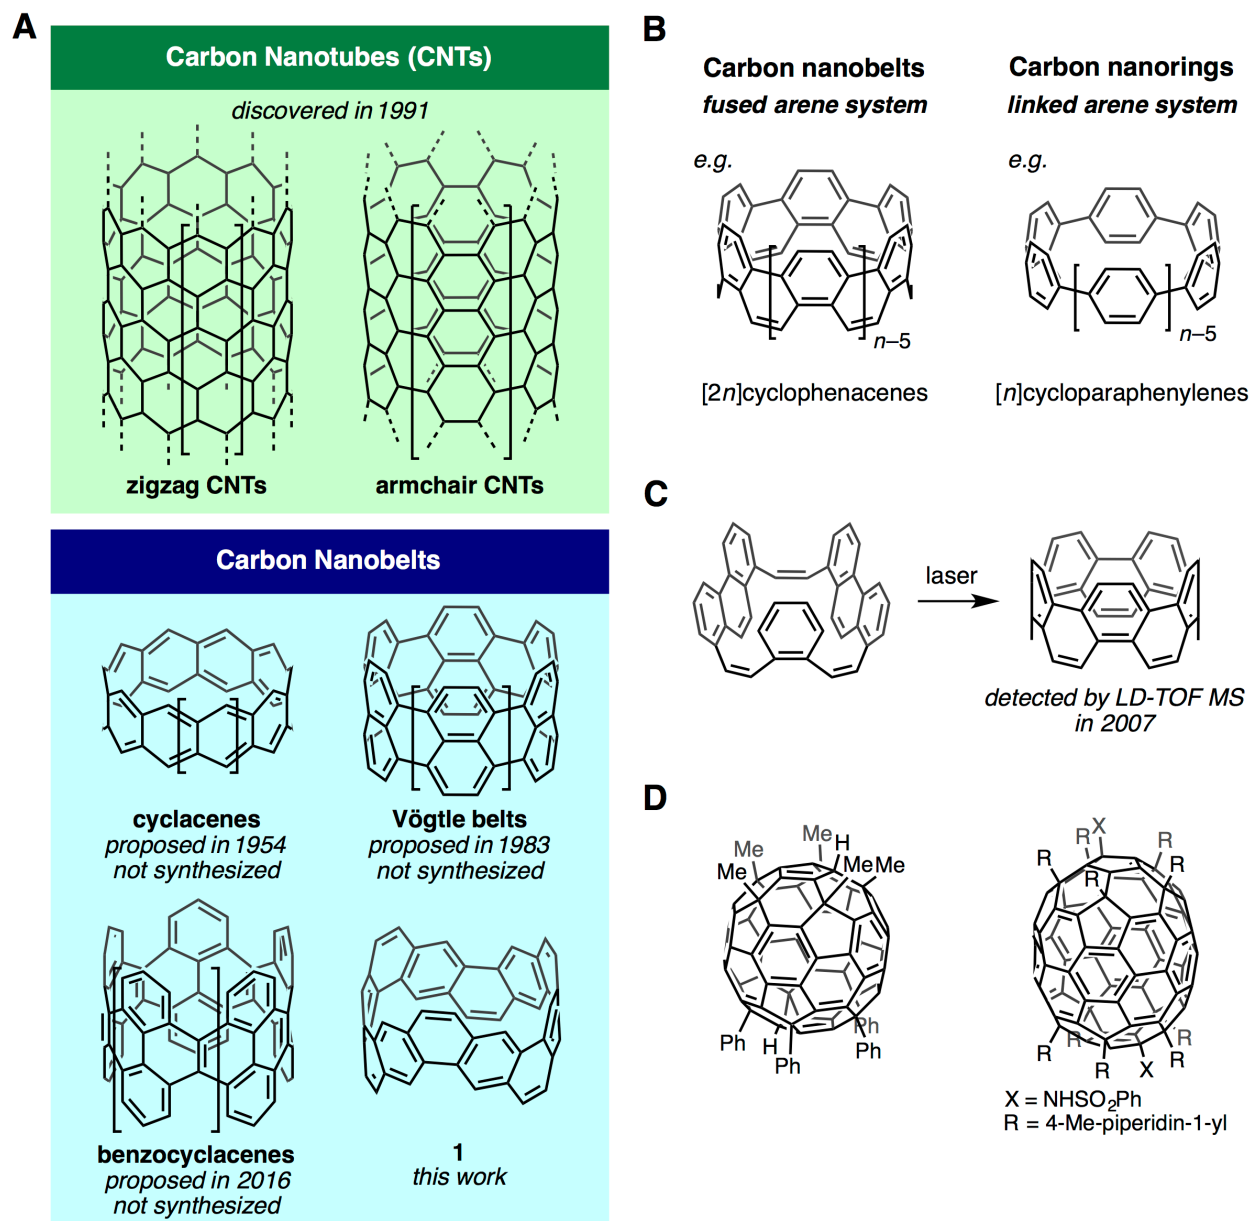 A
Carbon Nanotubes (CNTs)
discovered in 1991
zigzag CNTs
armchair CNTs
Carbon Nanobelts
cyclacenes
proposed in 1954
not synthesized
Vögtle belts
proposed in 1983
not synthesized
benzocyclacenes
proposed in 2016
not synthesized
1
this work
B
Carbon nanobelts
fused arene system
e.g.
n–5
[2n]cyclophenacenes
Carbon nanorings
linked arene system
e.g.
n–5
[n]cycloparaphenylenes
C
laser
detected by LD-TOF MS
in 2007
D
Me
H
Me
Me
MeMe
Ph
H
Ph
Ph
Ph
X
R
R
R
R
R
R
R
R
R
R
X
X = NHSO₂Ph
R = 4-Me-piperidin-1-yl